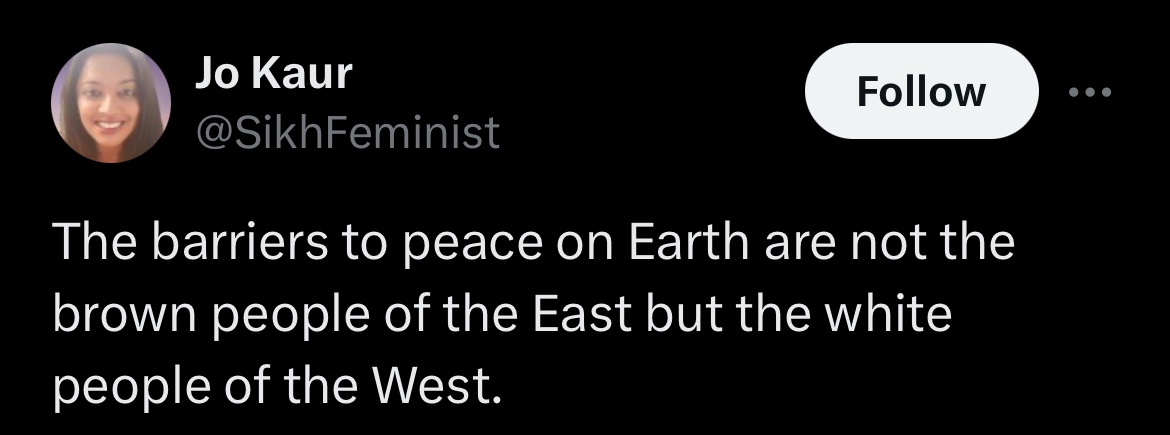 Jo Kaur
@SikhFeminist
Follow
The barriers to peace on Earth are not the
brown people of the East but the white
people of the West.